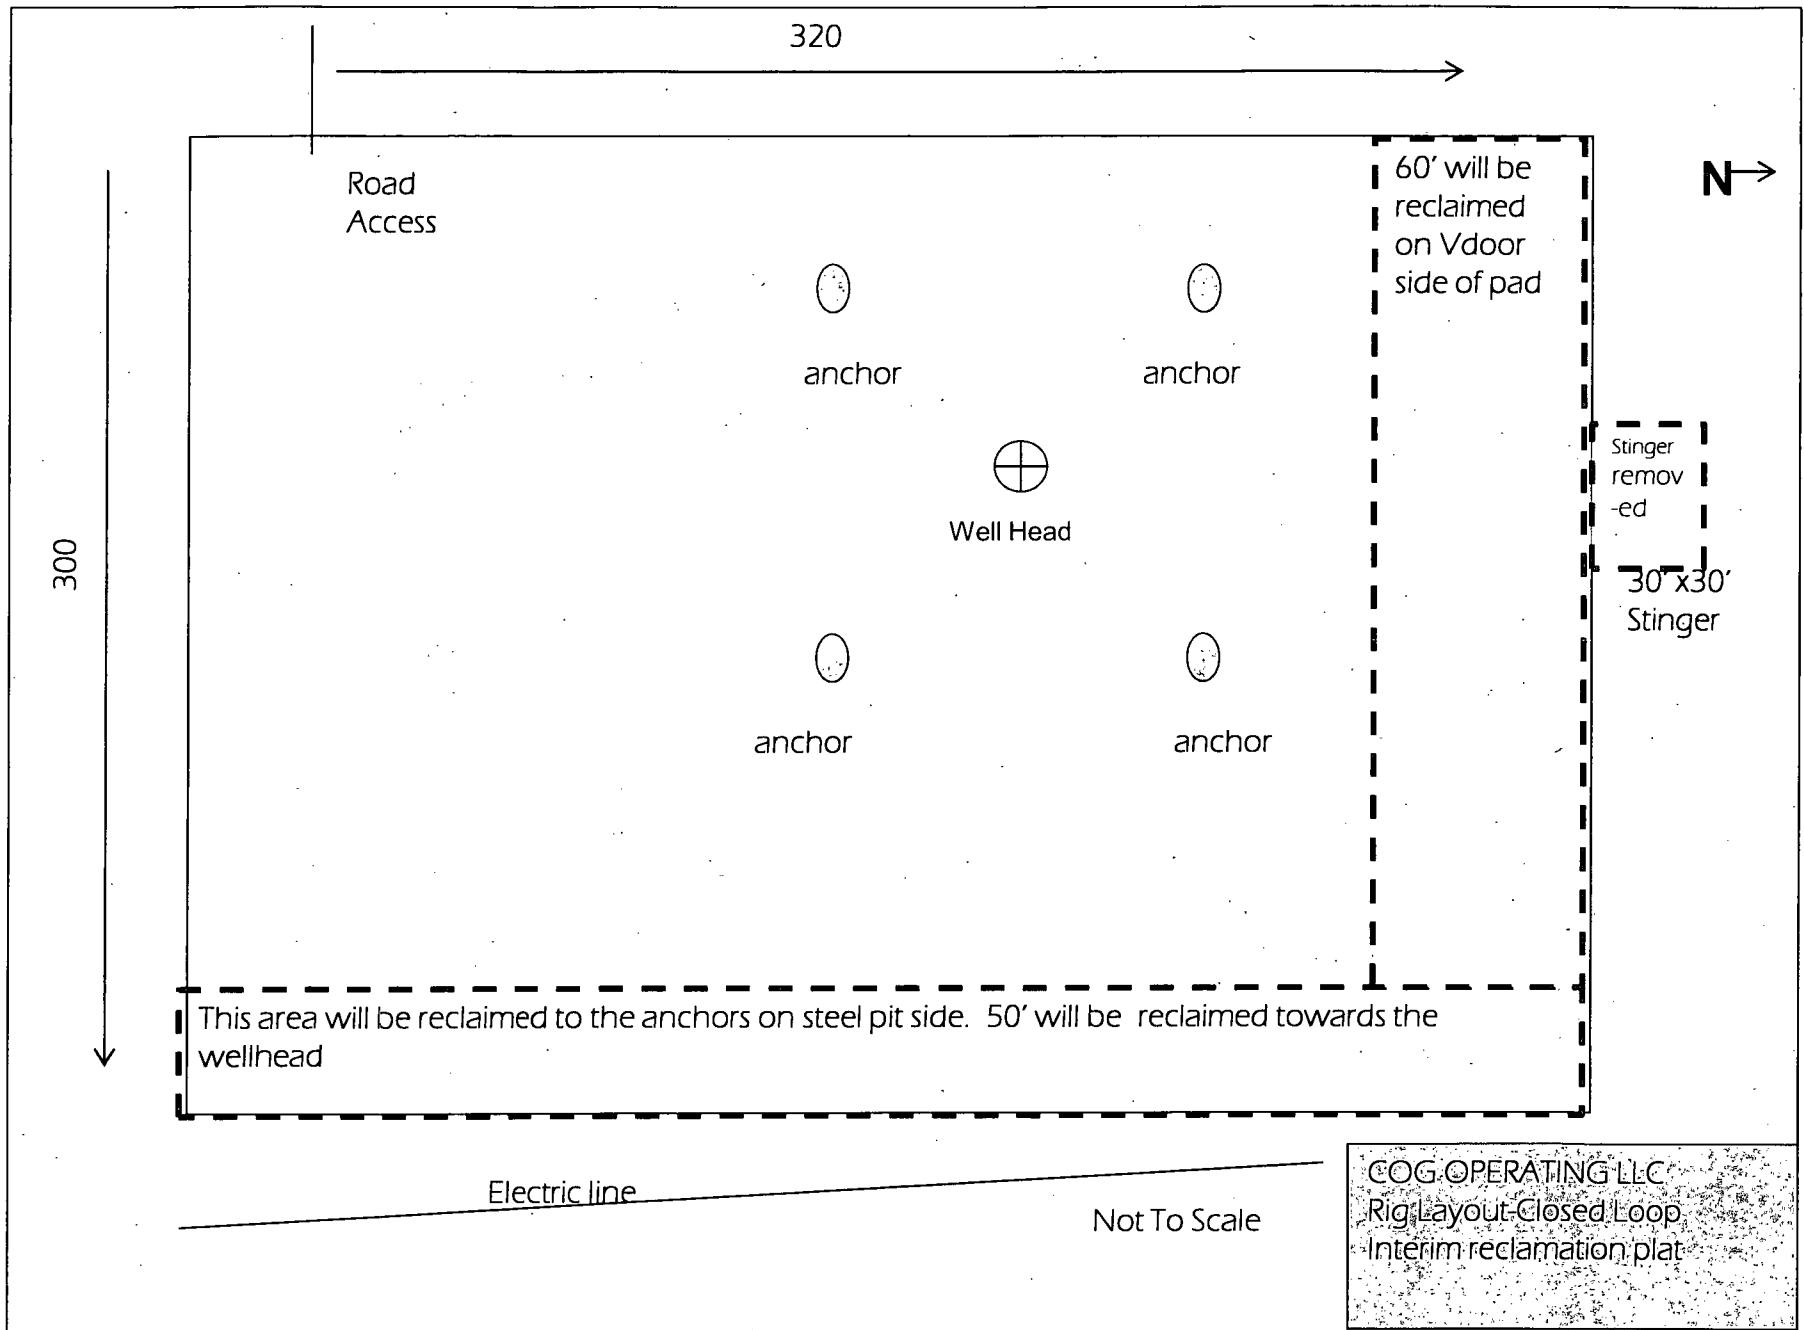 320
Road
Access
60' will be
reclaimed
on Vdoor
side of pad
N
anchor
anchor
Stinger
remov
-ed
Well Head
300
30' x30'
Stinger
anchor
anchor
This area will be reclaimed to the anchors on steel pit side. 50' will be reclaimed towards the
wellhead
Electric line
Not To Scale
COG OPERATING LLC
Rig Layout-Closed Loop
Interim reclamation plat